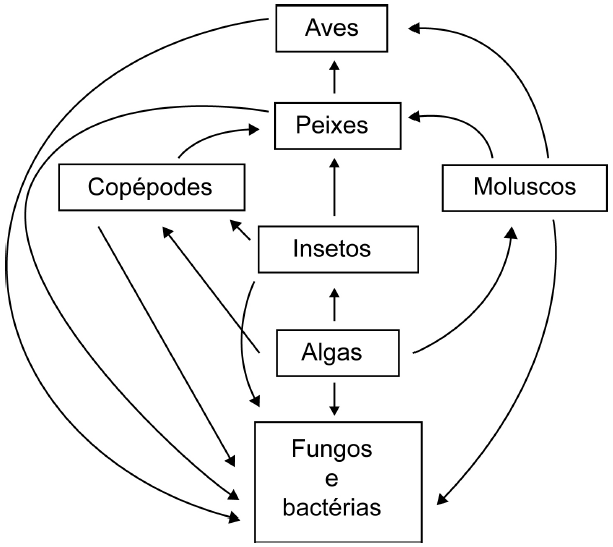 Aves
Peixes
Copépodes
Moluscos
Insetos
Algas
Fungos
e
bactérias